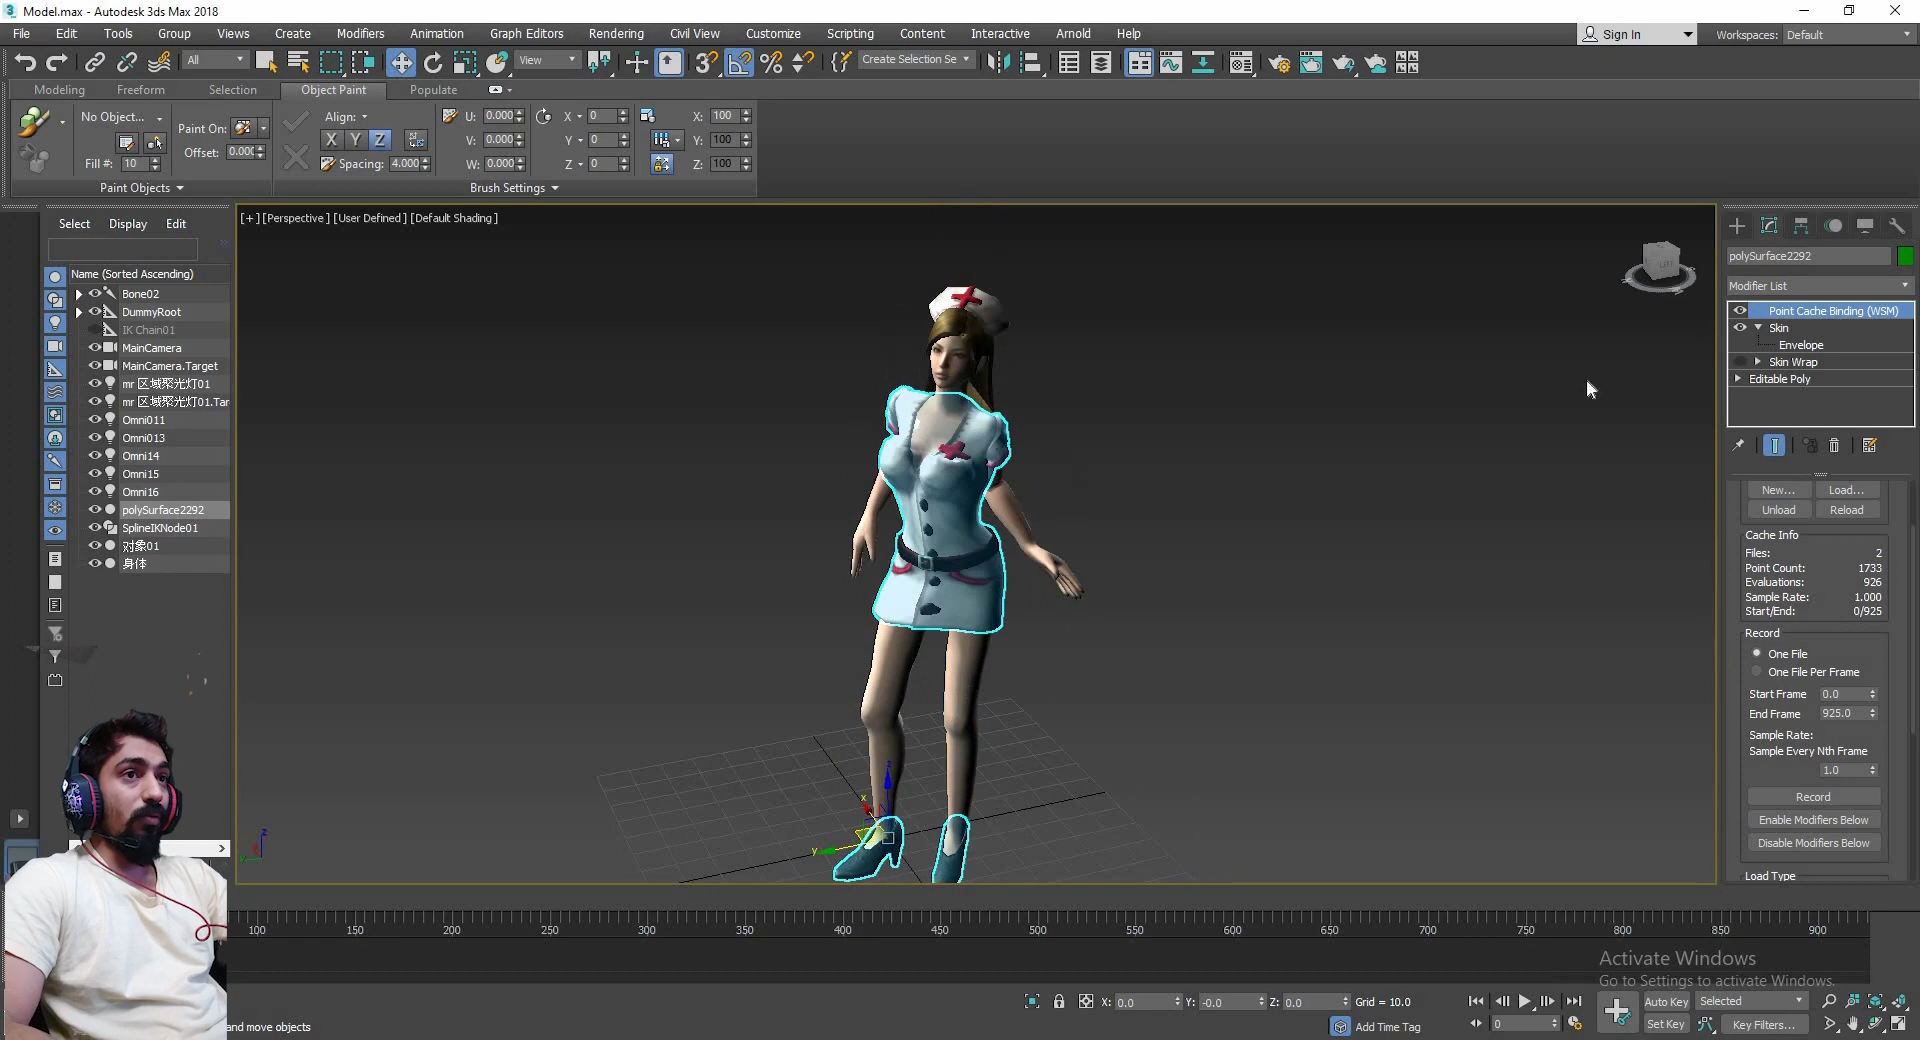 Model.max - Autodesk 3ds Max 2018
File Edit Tools Group Views Create Modifiers Animation Graph Editors Rendering Civil View Customize Scripting Content Interactive Arnold Help
Sign In
Workspaces: Default
All
View
Create Selection Se
Modeling Freeform Selection Object Paint Populate
No Object...
Paint On:
Fill #: 10
Offset: 0.000
Align:
X Y Z
Spacing: 4.000
U: 0.000
V: 0.000
W: 0.000
X 0
Y 0
Z 0
X: 100
Y: 100
Z: 100
Paint Objects
Brush Settings
Select Display Edit
Name (Sorted Ascending)
Bone02
DummyRoot
IK Chain01
MainCamera
MainCamera.Target
mr 区域聚光灯01
mr 区域聚光灯01.Tar
Omni011
Omni013
Omni14
Omni15
Omni16
polySurface2292
SplineIKNode01
对象01
身体
[+] [Perspective] [User Defined] [Default Shading]
x
y
z
z
polySurface2292
Modifier List
Point Cache Binding (WSM)
Skin
Envelope
Skin Wrap
Editable Poly
New... Load...
Unload Reload
Cache Info
Files: 2
Point Count: 1733
Evaluations: 926
Sample Rate: 1.000
Start/End: 0/925
Record
One File
One File Per Frame
Start Frame 0.0
End Frame 925.0
Sample Rate:
Sample Every Nth Frame
1.0
Record
Enable Modifiers Below
Disable Modifiers Below
Load Type
100 150 200 250 300 350 400 450 500 550 600 650 700 750 800 850 900
Activate Windows
Go to Settings to activate Windows.
X: 0.0 Y: -0.0 Z: 0.0 Grid = 10.0
Auto Key Selected
and move objects
Add Time Tag
0
Set Key Key Filters...